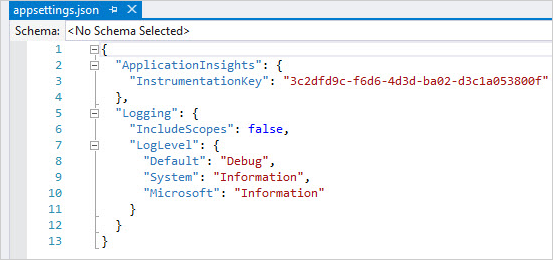 appsettings.json
Schema: <No Schema Selected>
1 {
2 "ApplicationInsights": {
3 "InstrumentationKey": "3c2dfd9c-f6d6-4d3d-ba02-d3c1a053800f"
4 },
5 "Logging": {
6 "IncludeScopes": false,
7 "LogLevel": {
8 "Default": "Debug",
9 "System": "Information",
10 "Microsoft": "Information"
11 }
12 }
13 }